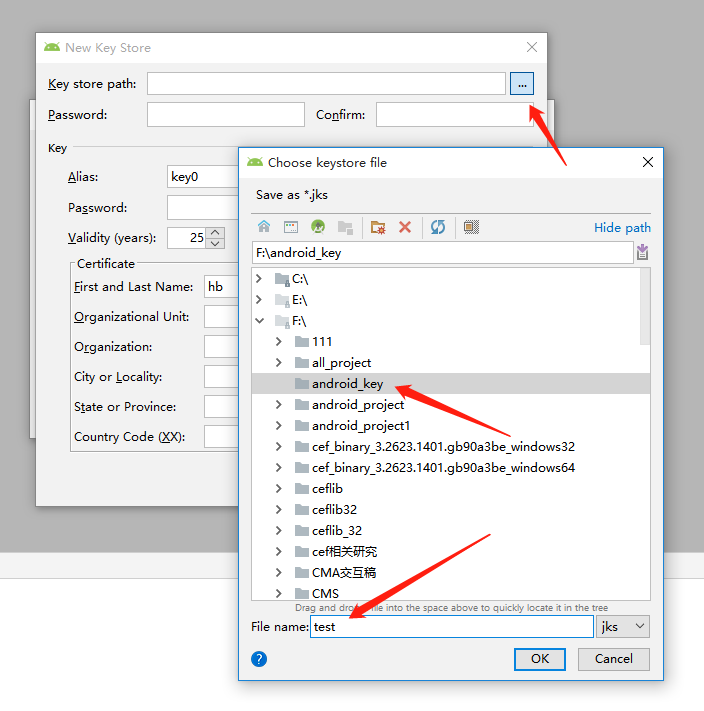 New Key Store
Key store path:
...
Password:
Confirm:
Key
Alias:
key0
Password:
Validity (years):
25
Certificate
First and Last Name:
hb
Organizational Unit:
Organization:
City or Locality:
State or Province:
Country Code (XX):
Choose keystore file
Save as *.jks
Hide path
F:\android_key
C:\
E:\
F:\
111
all_project
android_key
android_project
android_project1
cef_binary_3.2623.1401.gb90a3be_windows32
cef_binary_3.2623.1401.gb90a3be_windows64
ceflib
ceflib32
ceflib_32
cef相关研究
CMA交互稿
CMS
Drag and file into the space above to quickly locate it in the tree
File name:
test
jks
?
OK
Cancel